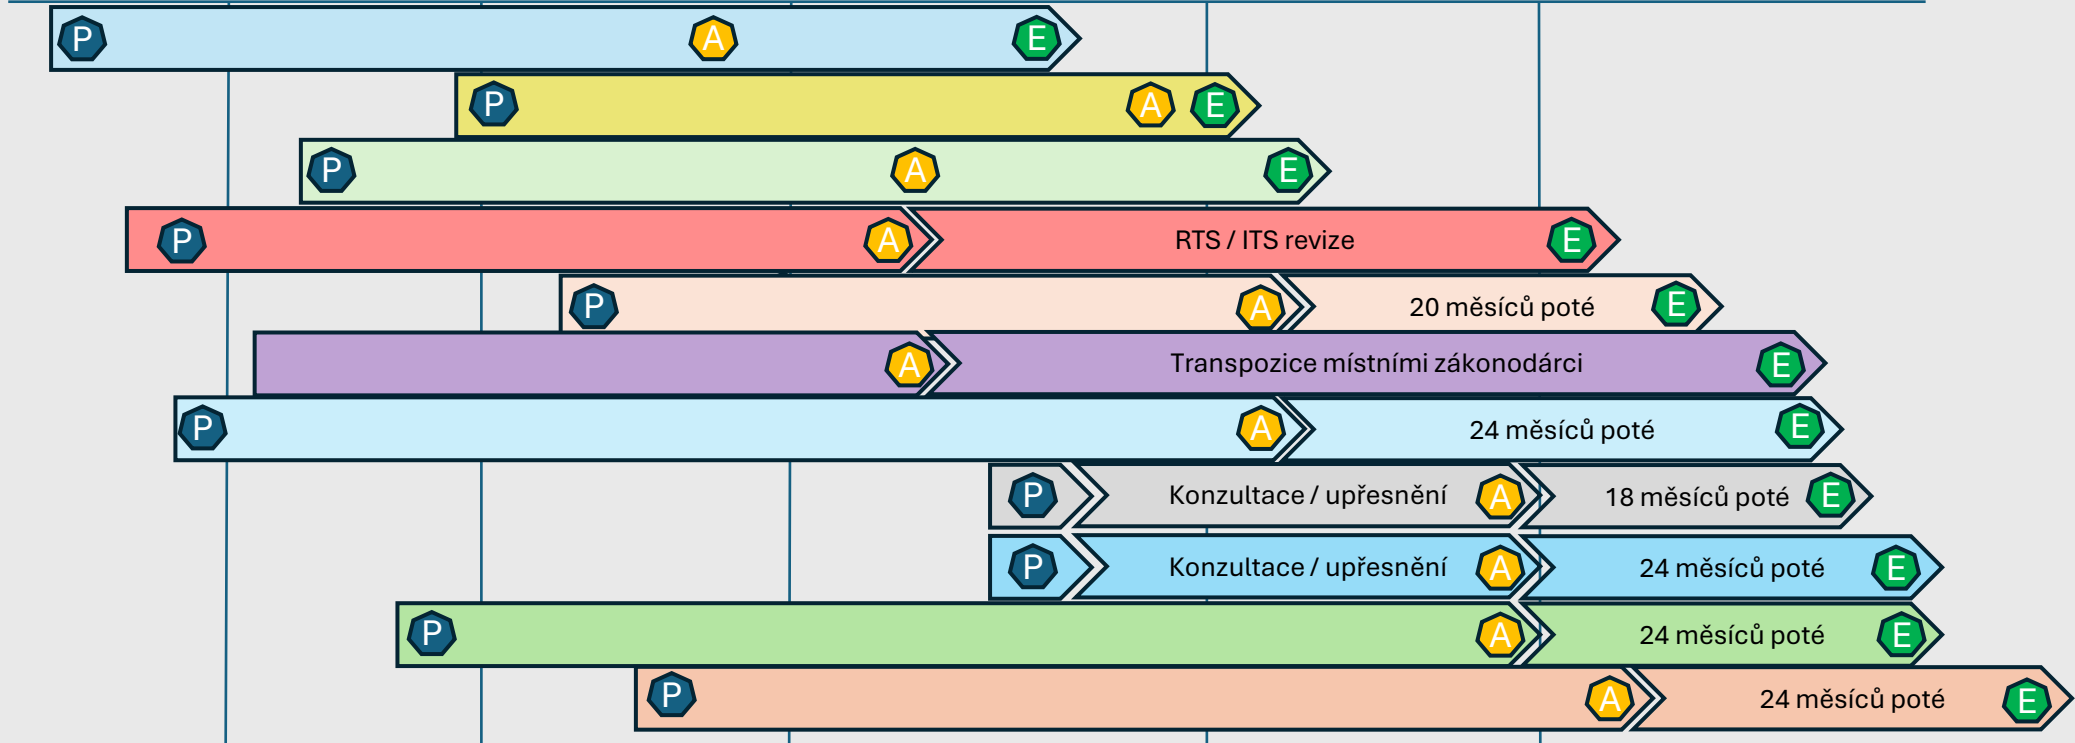 P A E
P A E
P A E
P A RTS / ITS revize E
P A 20 měsíců poté E
A Transpozice místními zákonodárci E
P A 24 měsíců poté E
P Konzultace / upřesnění A 18 měsíců poté E
P Konzultace / upřesnění A 24 měsíců poté E
P A 24 měsíců poté E
P A 24 měsíců poté E